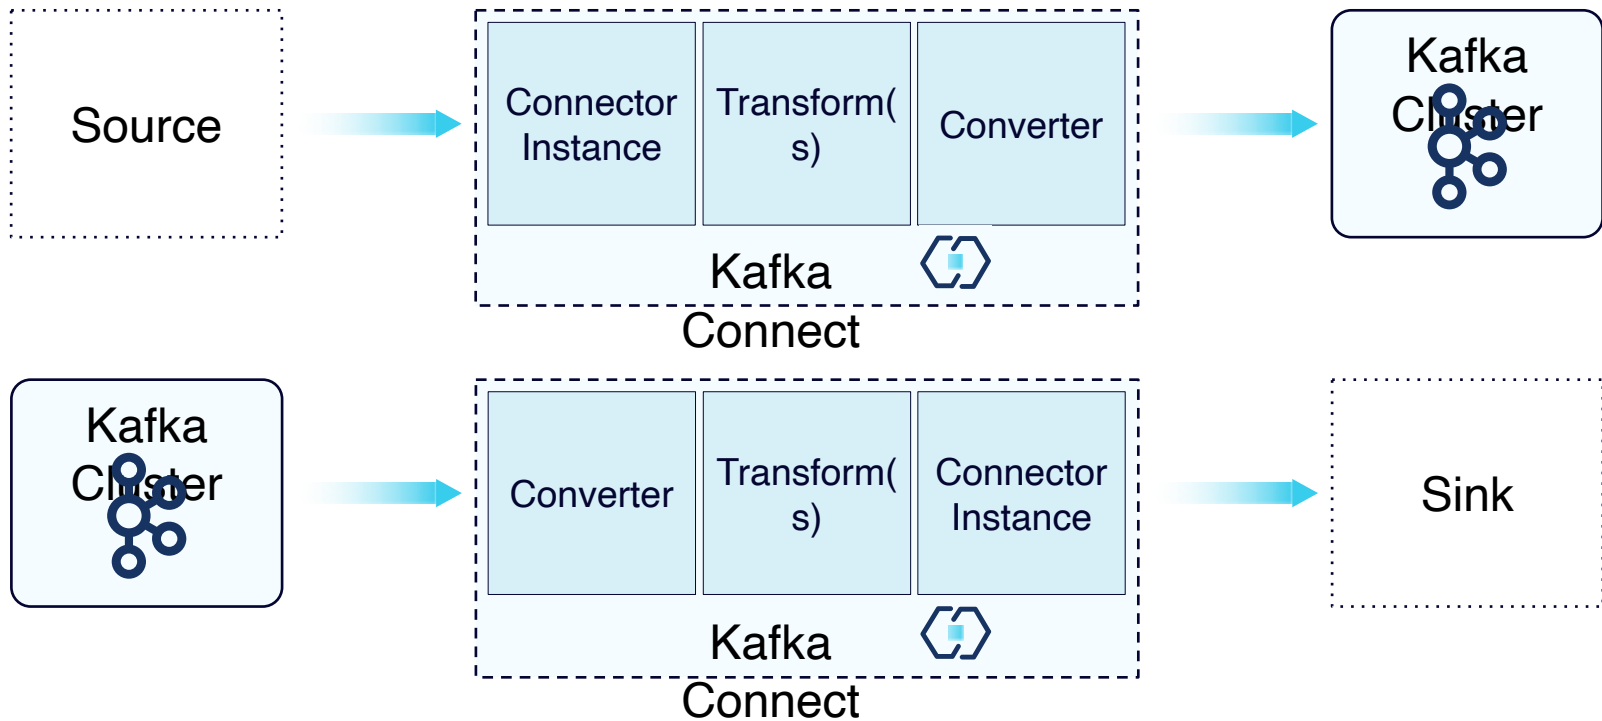 Source
Connector
Instance
Transform(
s)
Converter
Kafka
Connect
Kafka
Cluster
Kafka
Cluster
Converter
Transform(
s)
Connector
Instance
Kafka
Connect
Sink